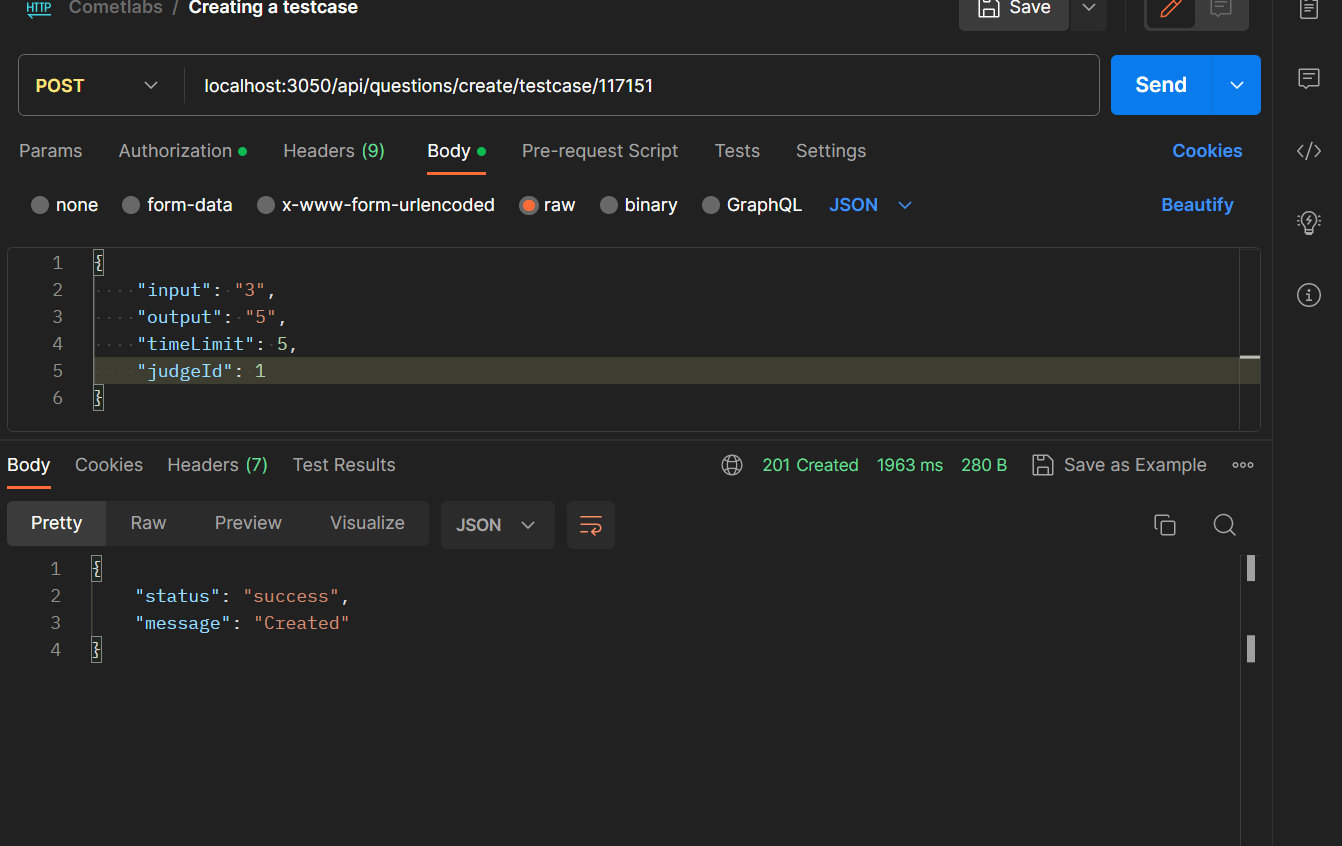 HTTP Cometlabs / Creating a testcase Save
POST localhost:3050/api/questions/create/testcase/117151 Send
Params Authorization Headers (9) Body Pre-request Script Tests Settings Cookies
none form-data x-www-form-urlencoded raw binary GraphQL JSON Beautify
1 {
2 "input": "3",
3 "output": "5",
4 "timeLimit": 5,
5 "judgeId": 1
6 }
Body Cookies Headers (7) Test Results 201 Created 1963 ms 280 B Save as Example
Pretty Raw Preview Visualize JSON
1 {
2 "status": "success",
3 "message": "Created"
4 }